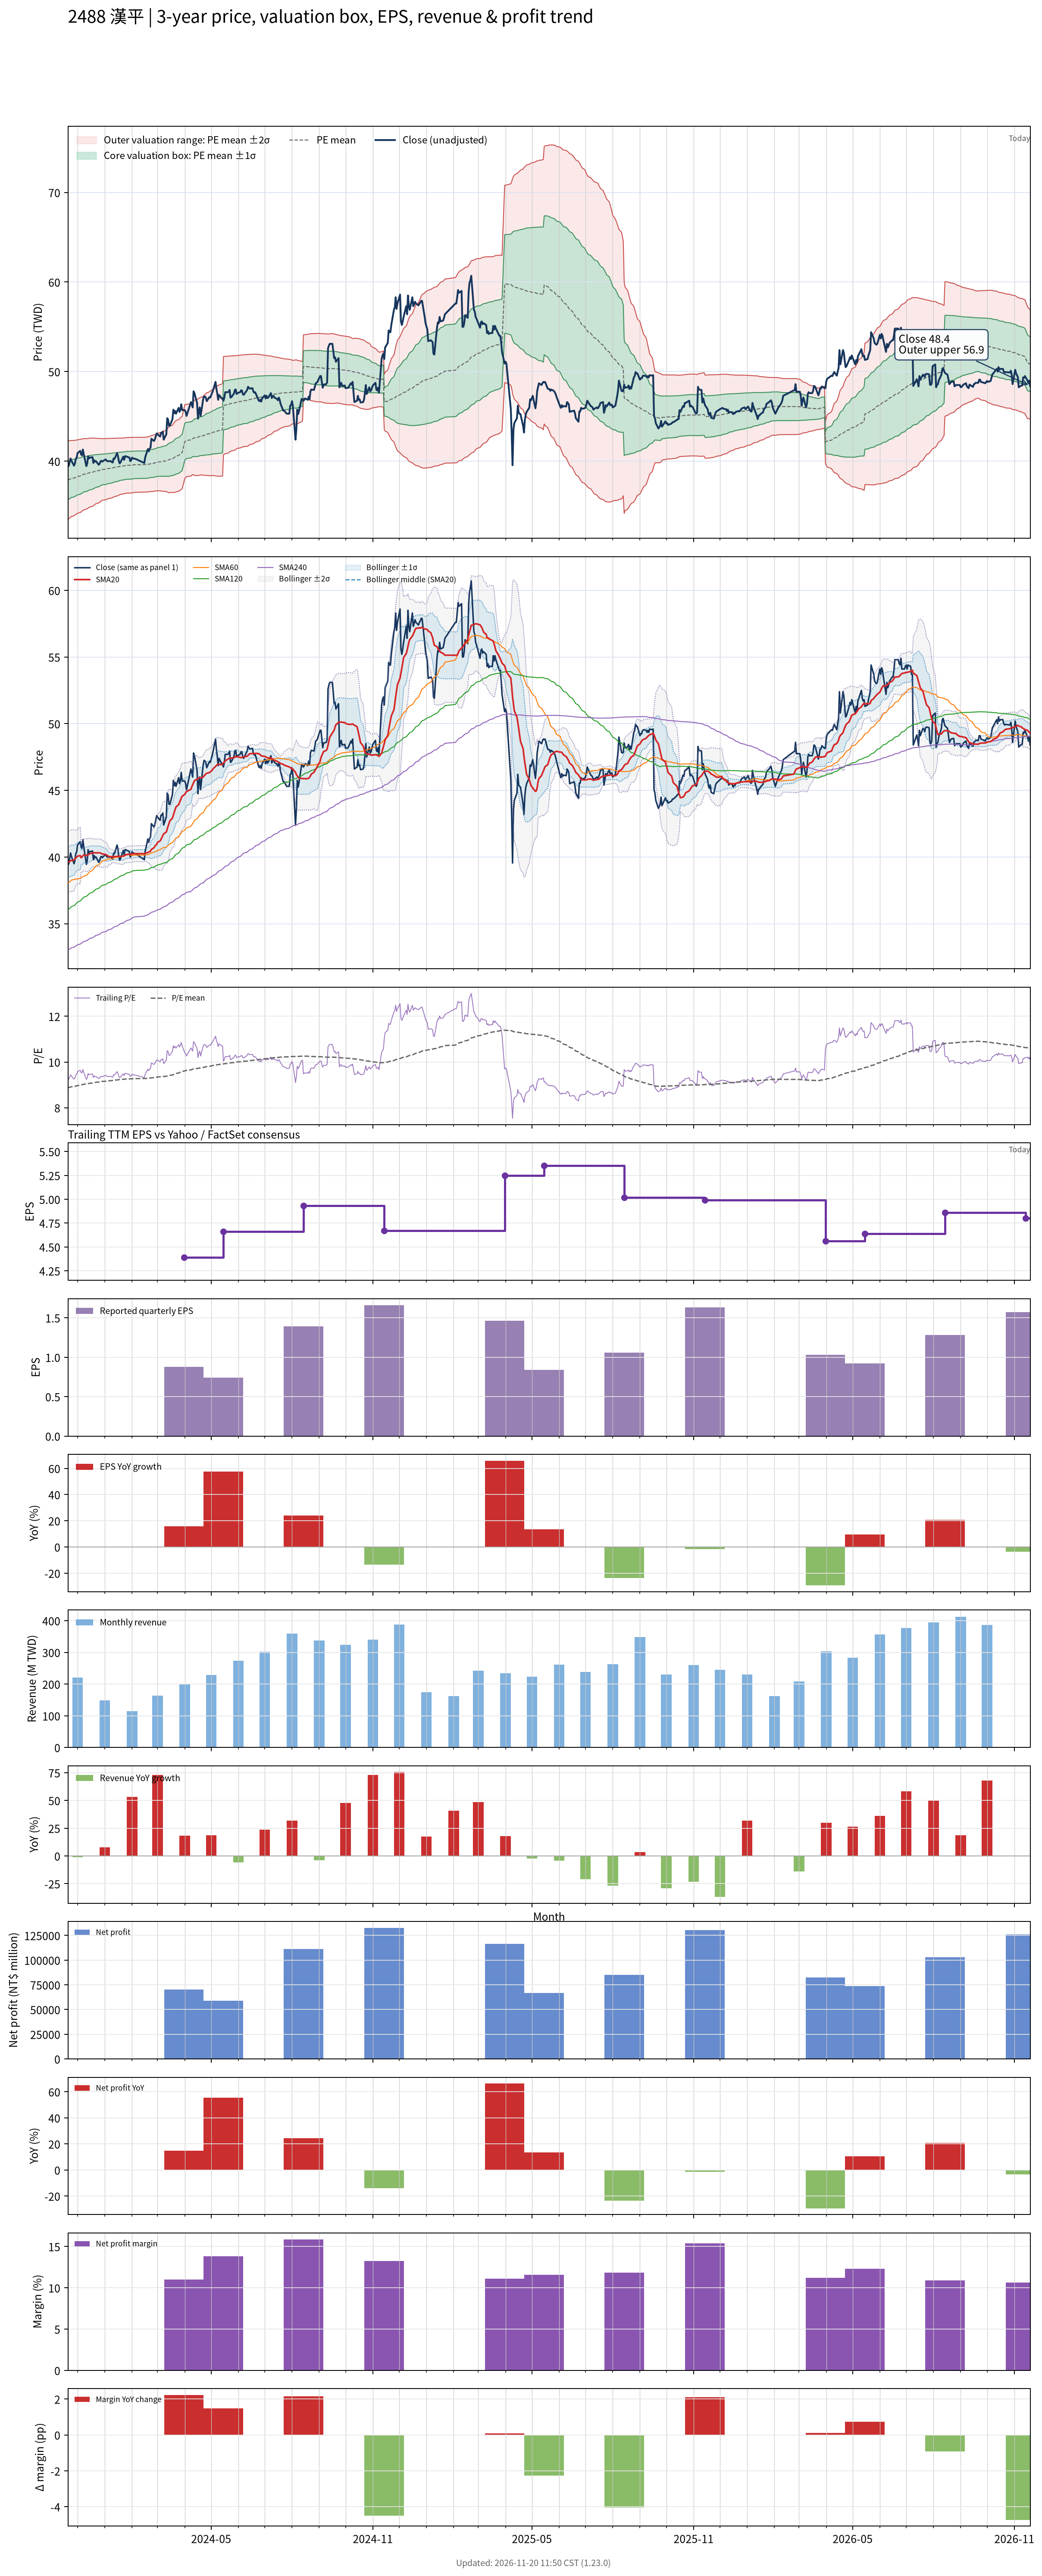 2488 漢平 | 3-year price, valuation box, EPS, revenue & profit trend
Outer valuation range: PE mean ±2σ
PE mean
Close (unadjusted)
Core valuation box: PE mean ±1σ
Today
Price (TWD)
70
60
50
40
Close 48.4
Outer upper 56.9
Close (same as panel 1)
SMA60
SMA240
Bollinger ±1σ
SMA20
SMA120
Bollinger ±2σ
Bollinger middle (SMA20)
Price
60
55
50
45
40
35
Trailing P/E
P/E mean
P/E
12
10
8
Trailing TTM EPS vs Yahoo / FactSet consensus
Today
EPS
5.50
5.25
5.00
4.75
4.50
4.25
Reported quarterly EPS
EPS
1.5
1.0
0.5
0.0
EPS YoY growth
YoY (%)
60
40
20
0
-20
Monthly revenue
Revenue (M TWD)
400
300
200
100
0
Revenue YoY growth
YoY (%)
75
50
25
0
-25
Month
Net profit
Net profit (NT$ million)
125000
100000
75000
50000
25000
0
Net profit YoY
YoY (%)
60
40
20
0
-20
Net profit margin
Margin (%)
15
10
5
0
Margin YoY change
Δ margin (pp)
2
0
-2
-4
2024-05
2024-11
2025-05
2025-11
2026-05
2026-11
Updated: 2026-11-20 11:50 CST (1.23.0)